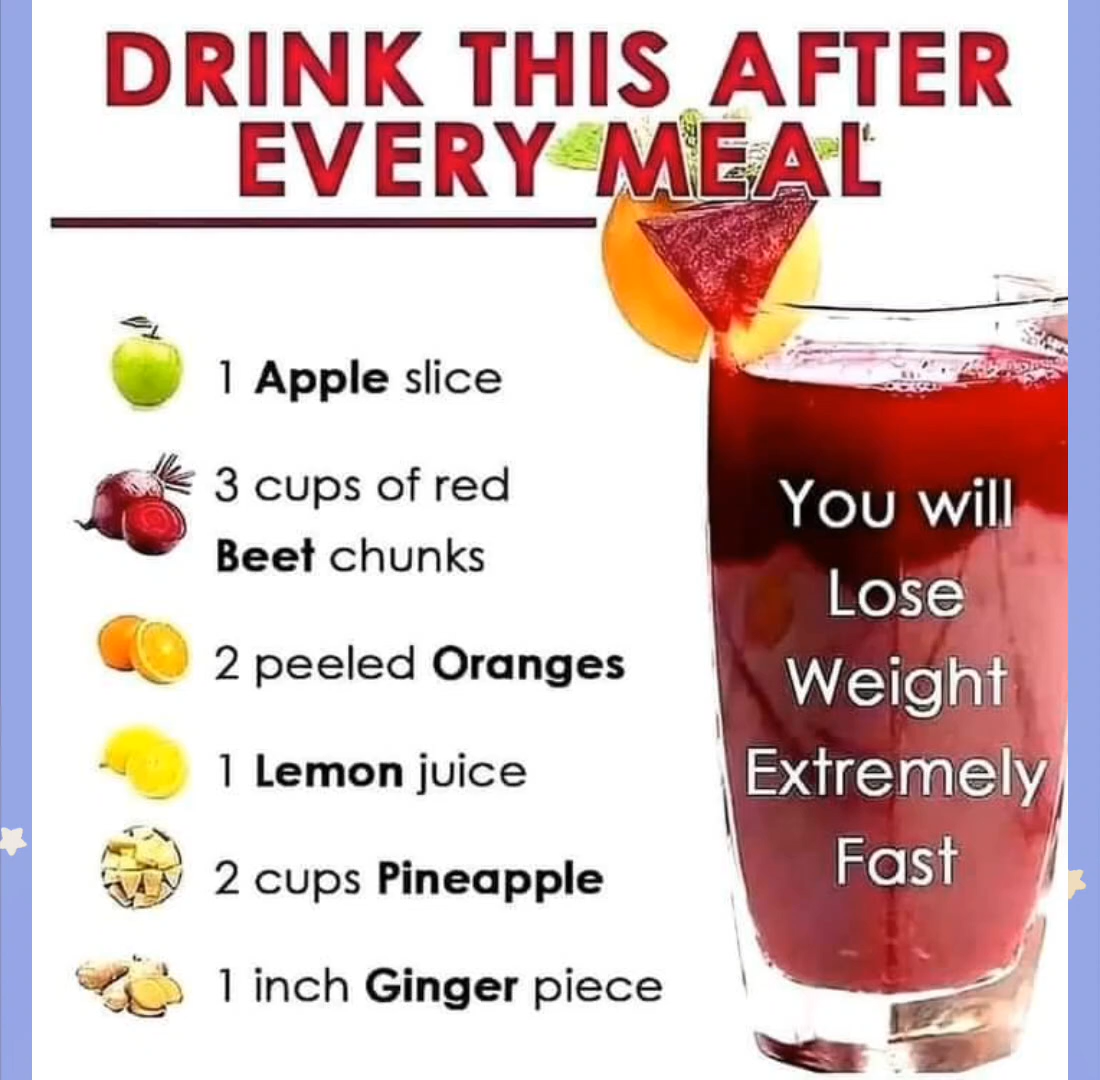 DRINK THIS AFTER
EVERY MEAL
1 Apple slice
3 cups of red
Beet chunks
2 peeled Oranges
1 Lemon juice
2 cups Pineapple
1 inch Ginger piece
You will
Lose
Weight
Extremely
Fast